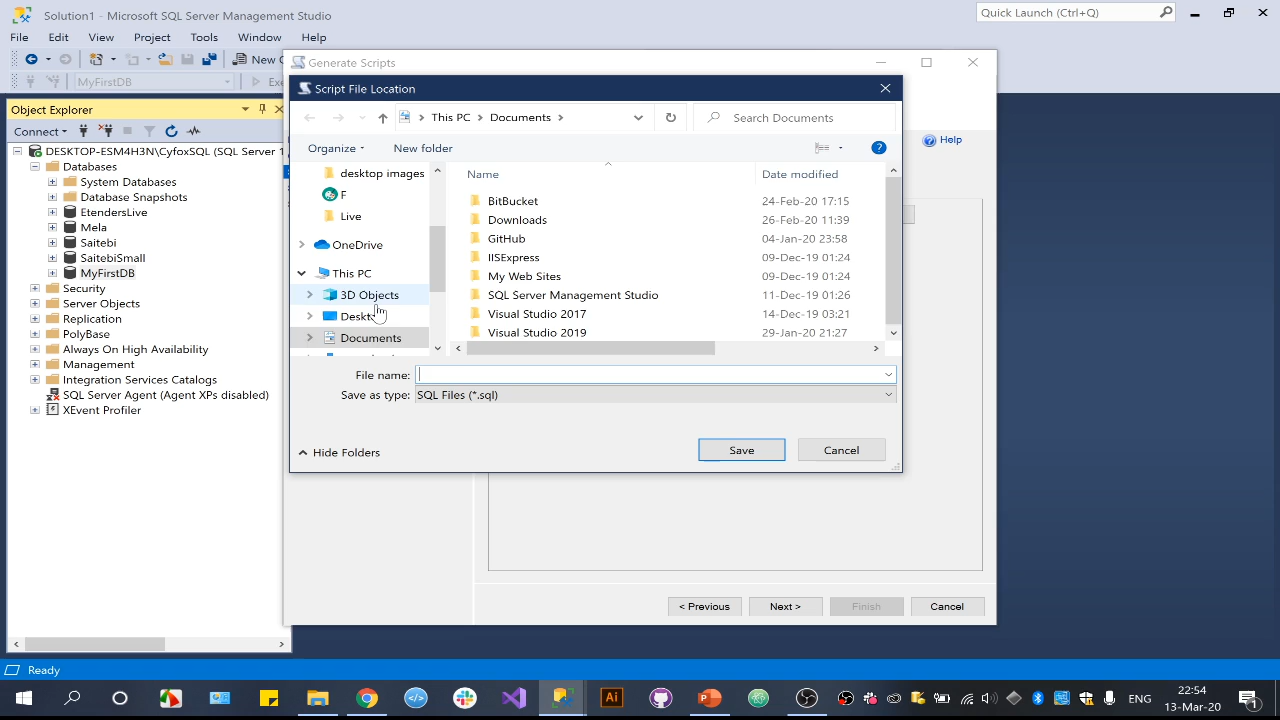 Solution1 - Microsoft SQL Server Management Studio
Quick Launch (Ctrl+Q)
File Edit View Project Tools Window Help
New
MyFirstDB
Generate Scripts
Script File Location
Object Explorer
This PC Documents
Search Documents
Connect
Organize New folder
Help
DESKTOP-ESM4H3N\CyfoxSQL (SQL Server 1
Databases
System Databases
Database Snapshots
EtendersLive
Mela
Saitebi
SaitebiSmall
MyFirstDB
Security
Server Objects
Replication
PolyBase
Always On High Availability
Management
Integration Services Catalogs
SQL Server Agent (Agent XPs disabled)
XEvent Profiler
desktop images
F
Live
OneDrive
This PC
3D Objects
Deskt
Documents
Name Date modified
BitBucket 24-Feb-20 17:15
Downloads 26-Feb-20 11:39
GitHub 04-Jan-20 23:58
IISExpress 09-Dec-19 01:24
My Web Sites 09-Dec-19 01:24
SQL Server Management Studio 11-Dec-19 01:26
Visual Studio 2017 14-Dec-19 03:21
Visual Studio 2019 29-Jan-20 21:27
File name:
Save as type: SQL Files (*.sql)
Hide Folders
Save Cancel
< Previous Next > Finish Cancel
Ready
Ai
ENG
22:54
13-Mar-20
1